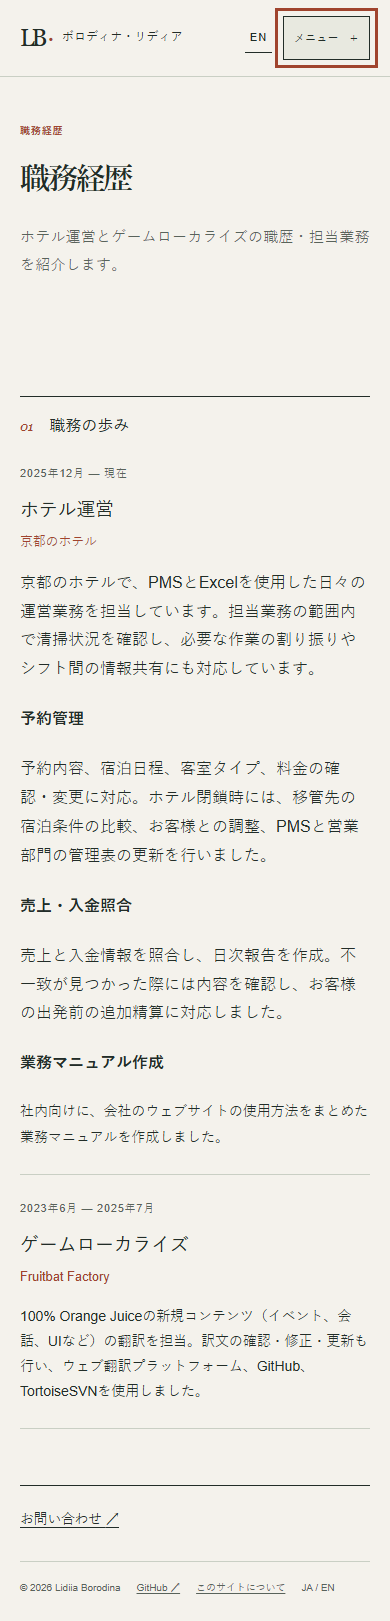 LB· ボロディナ・リディア EN メニュー +
職務経歴
職務経歴
ホテル運営とゲームローカライズの職歴・担当業務
を紹介します。
01 職務の歩み
2025年12月 — 現在
ホテル運営
京都のホテル
京都のホテルで、PMSとExcelを使用した日々の
運営業務を担当しています。担当業務の範囲内
で清掃状況を確認し、必要な作業の割り振りや
シフト間の情報共有にも対応しています。
予約管理
予約内容、宿泊日程、客室タイプ、料金の確
認・変更に対応。ホテル閉鎖時には、移管先の
宿泊条件の比較、お客様との調整、PMSと営業
部門の管理表の更新を行いました。
売上・入金照合
売上と入金情報を照合し、日次報告を作成。不
一致が見つかった際には内容を確認し、お客様
の出発前の追加精算に対応しました。
業務マニュアル作成
社内向けに、会社のウェブサイトの使用方法をまとめた
業務マニュアルを作成しました。
2023年6月 — 2025年7月
ゲームローカライズ
Fruitbat Factory
100% Orange Juiceの新規コンテンツ（イベント、会
話、UIなど）の翻訳を担当。訳文の確認・修正・更新も
行い、ウェブ翻訳プラットフォーム、GitHub、
TortoiseSVNを使用しました。
お問い合わせ ↗
© 2026 Lidiia Borodina GitHub ↗ このサイトについて JA / EN